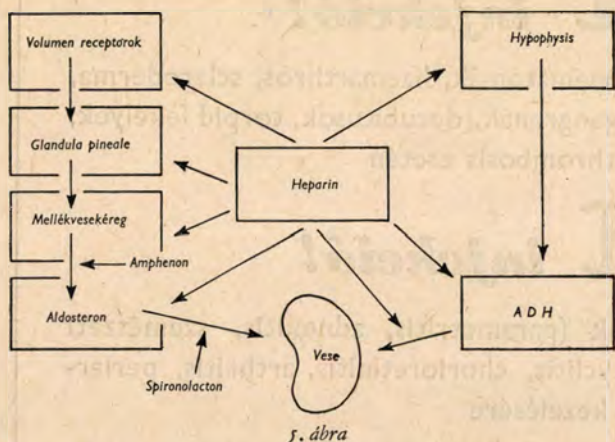 Volumen receptorok
Hypophysis
Glandula pineale
Heparin
Mellékvesekéreg
Amphenon
Aldosteron
ADH
Vese
Spironolacton
5. ábra